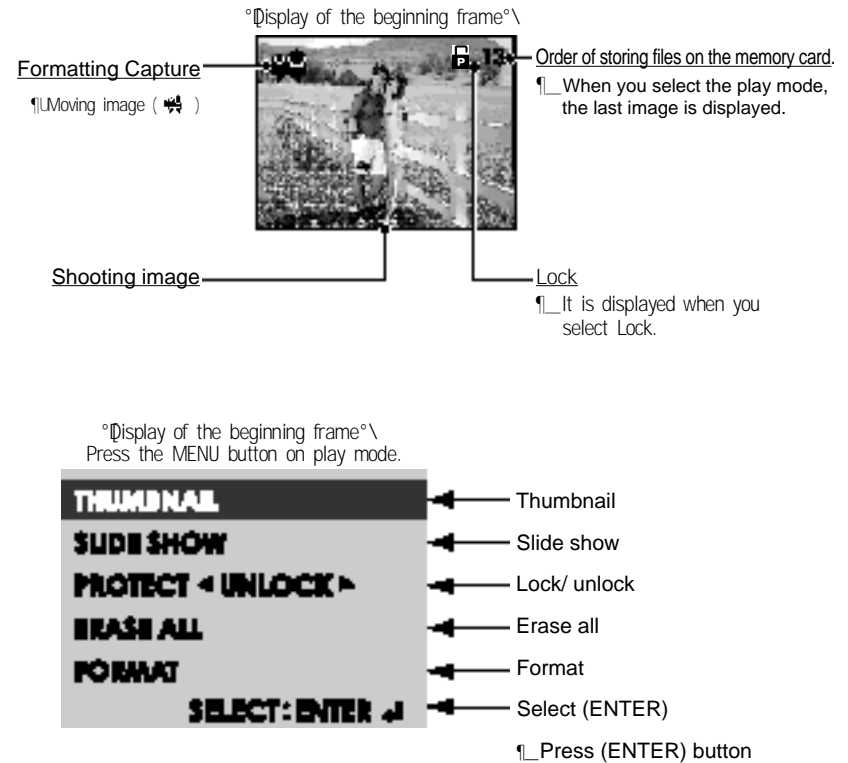 °Display of the beginning frame°\
P 13
Formatting Capture
¶Moving image ( )
Order of storing files on the memory card.
¶_When you select the play mode,
the last image is displayed.
Shooting image
Lock
¶_It is displayed when you
select Lock.
°Display of the beginning frame°\
Press the MENU button on play mode.
THUMBNAIL
Thumbnail
SLIDE SHOW
Slide show
PROTECT ◄ UNLOCK ►
Lock/ unlock
ERASE ALL
Erase all
FORMAT
Format
SELECT : ENTER ↲
Select (ENTER)
¶_Press (ENTER) button